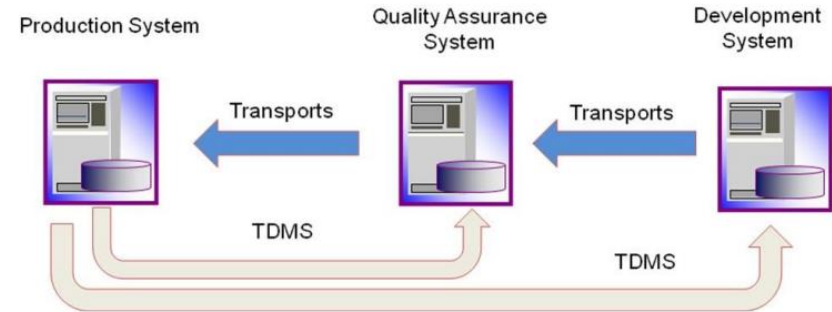 Production System
Quality Assurance
System
Development
System
Transports
Transports
TDMS
TDMS